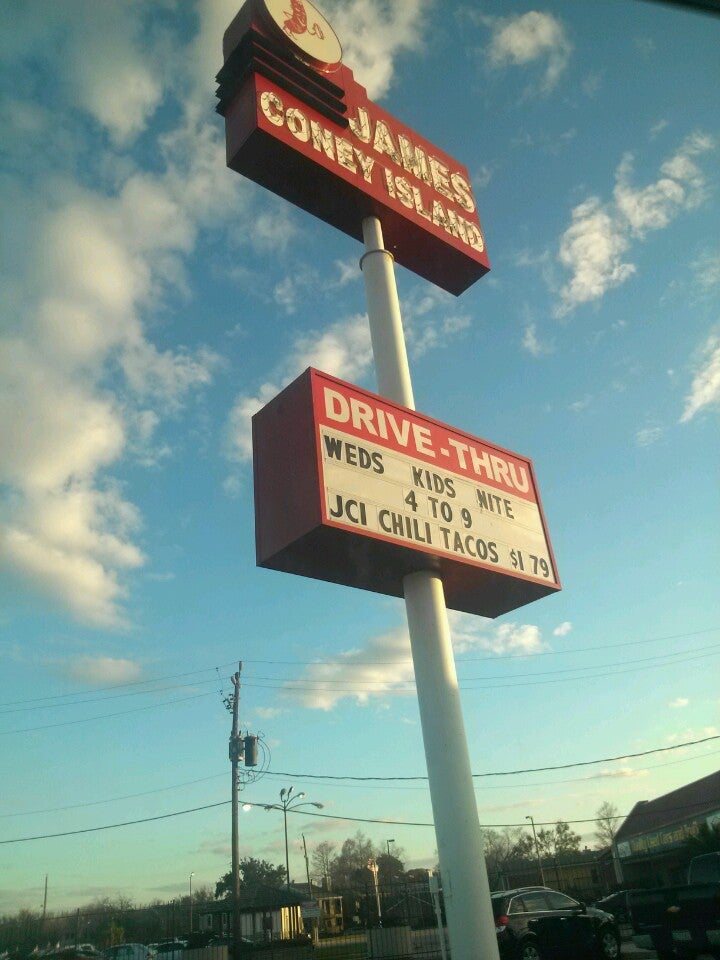 JAMES
CONEY ISLAND
DRIVE-THRU
WEDS KIDS NITE
4 TO 9
JCI CHILI TACOS $1 79